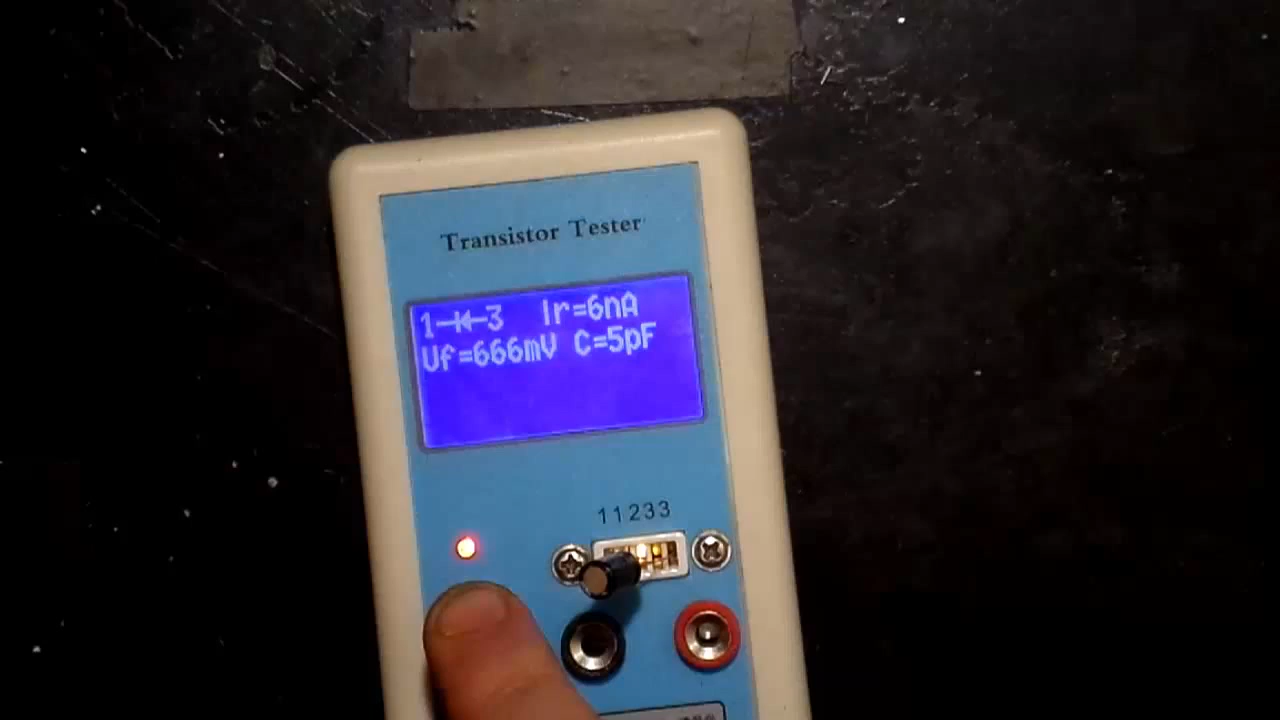 Transistor Tester
1 3 Ir=6nA
Uf=666mV C=5pF
11233